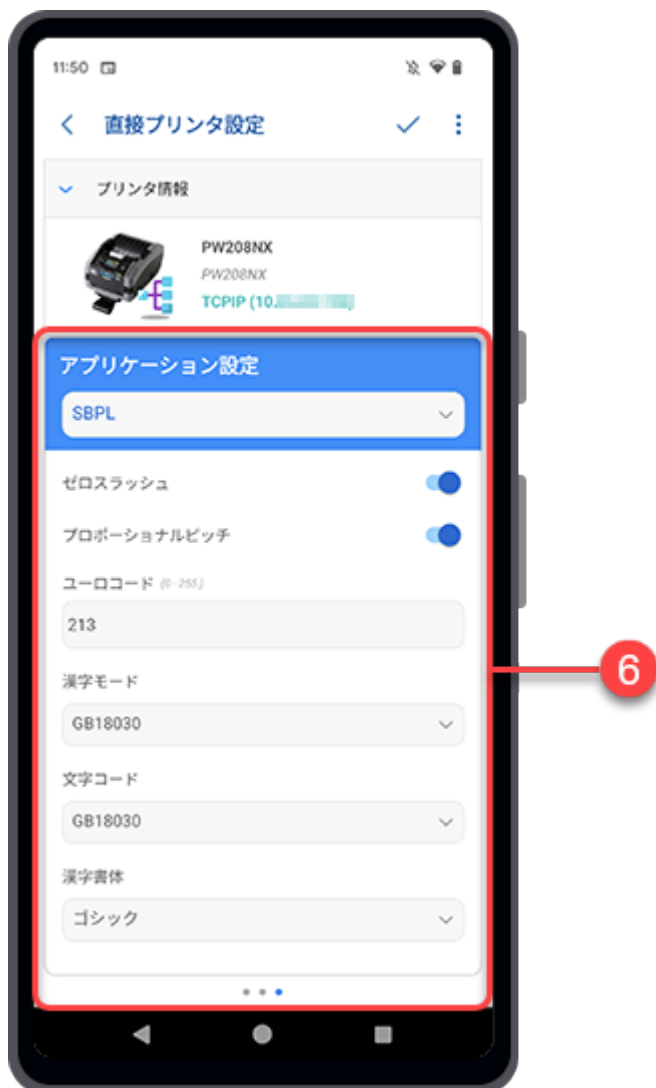 11:50
直接プリンタ設定
プリンタ情報
PW208NX
PW208NX
TCPIP (10.
アプリケーション設定
SBPL
ゼロスラッシュ
プロポーショナルピッチ
ユーロコード (0 - 255)
213
漢字モード
GB18030
文字コード
GB18030
漢字書体
ゴシック
6